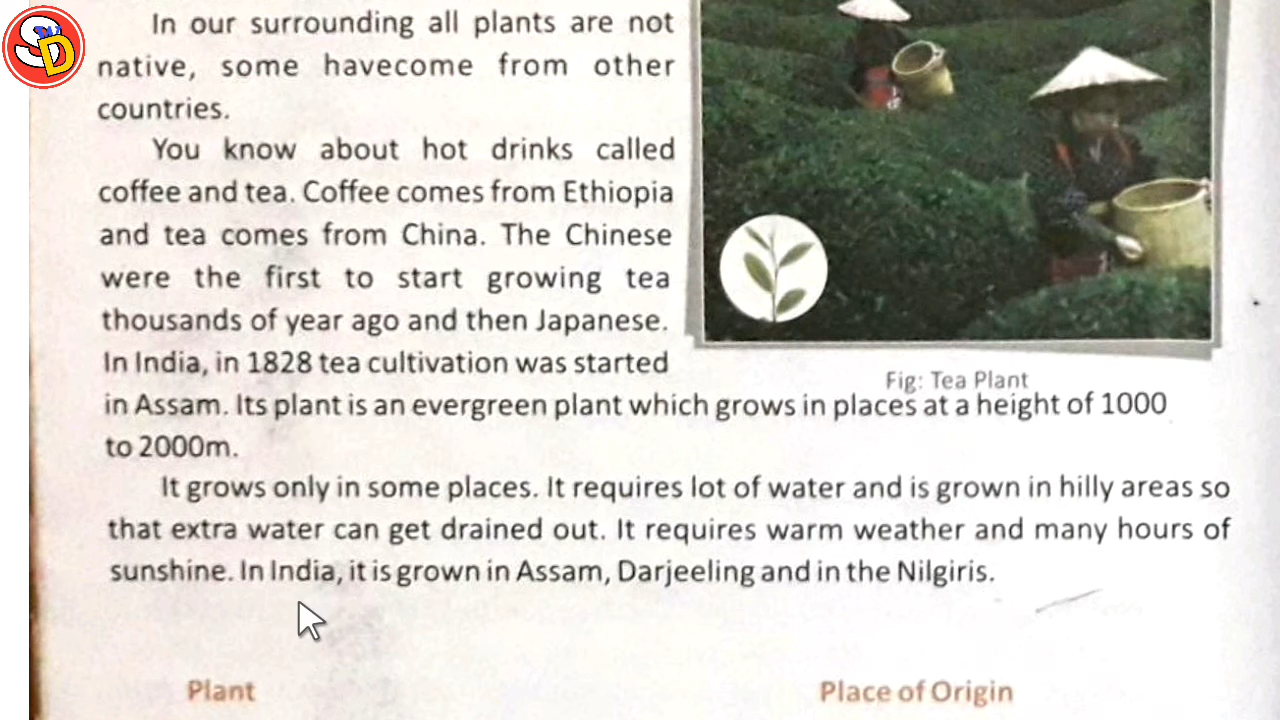 SD
In our surrounding all plants are not
native, some havecome from other
countries.
You know about hot drinks called
coffee and tea. Coffee comes from Ethiopia
and tea comes from China. The Chinese
were the first to start growing tea
thousands of year ago and then Japanese.
In India, in 1828 tea cultivation was started
Fig: Tea Plant
in Assam. Its plant is an evergreen plant which grows in places at a height of 1000
to 2000m.
It grows only in some places. It requires lot of water and is grown in hilly areas so
that extra water can get drained out. It requires warm weather and many hours of
sunshine. In India, it is grown in Assam, Darjeeling and in the Nilgiris.
Plant
Place of Origin